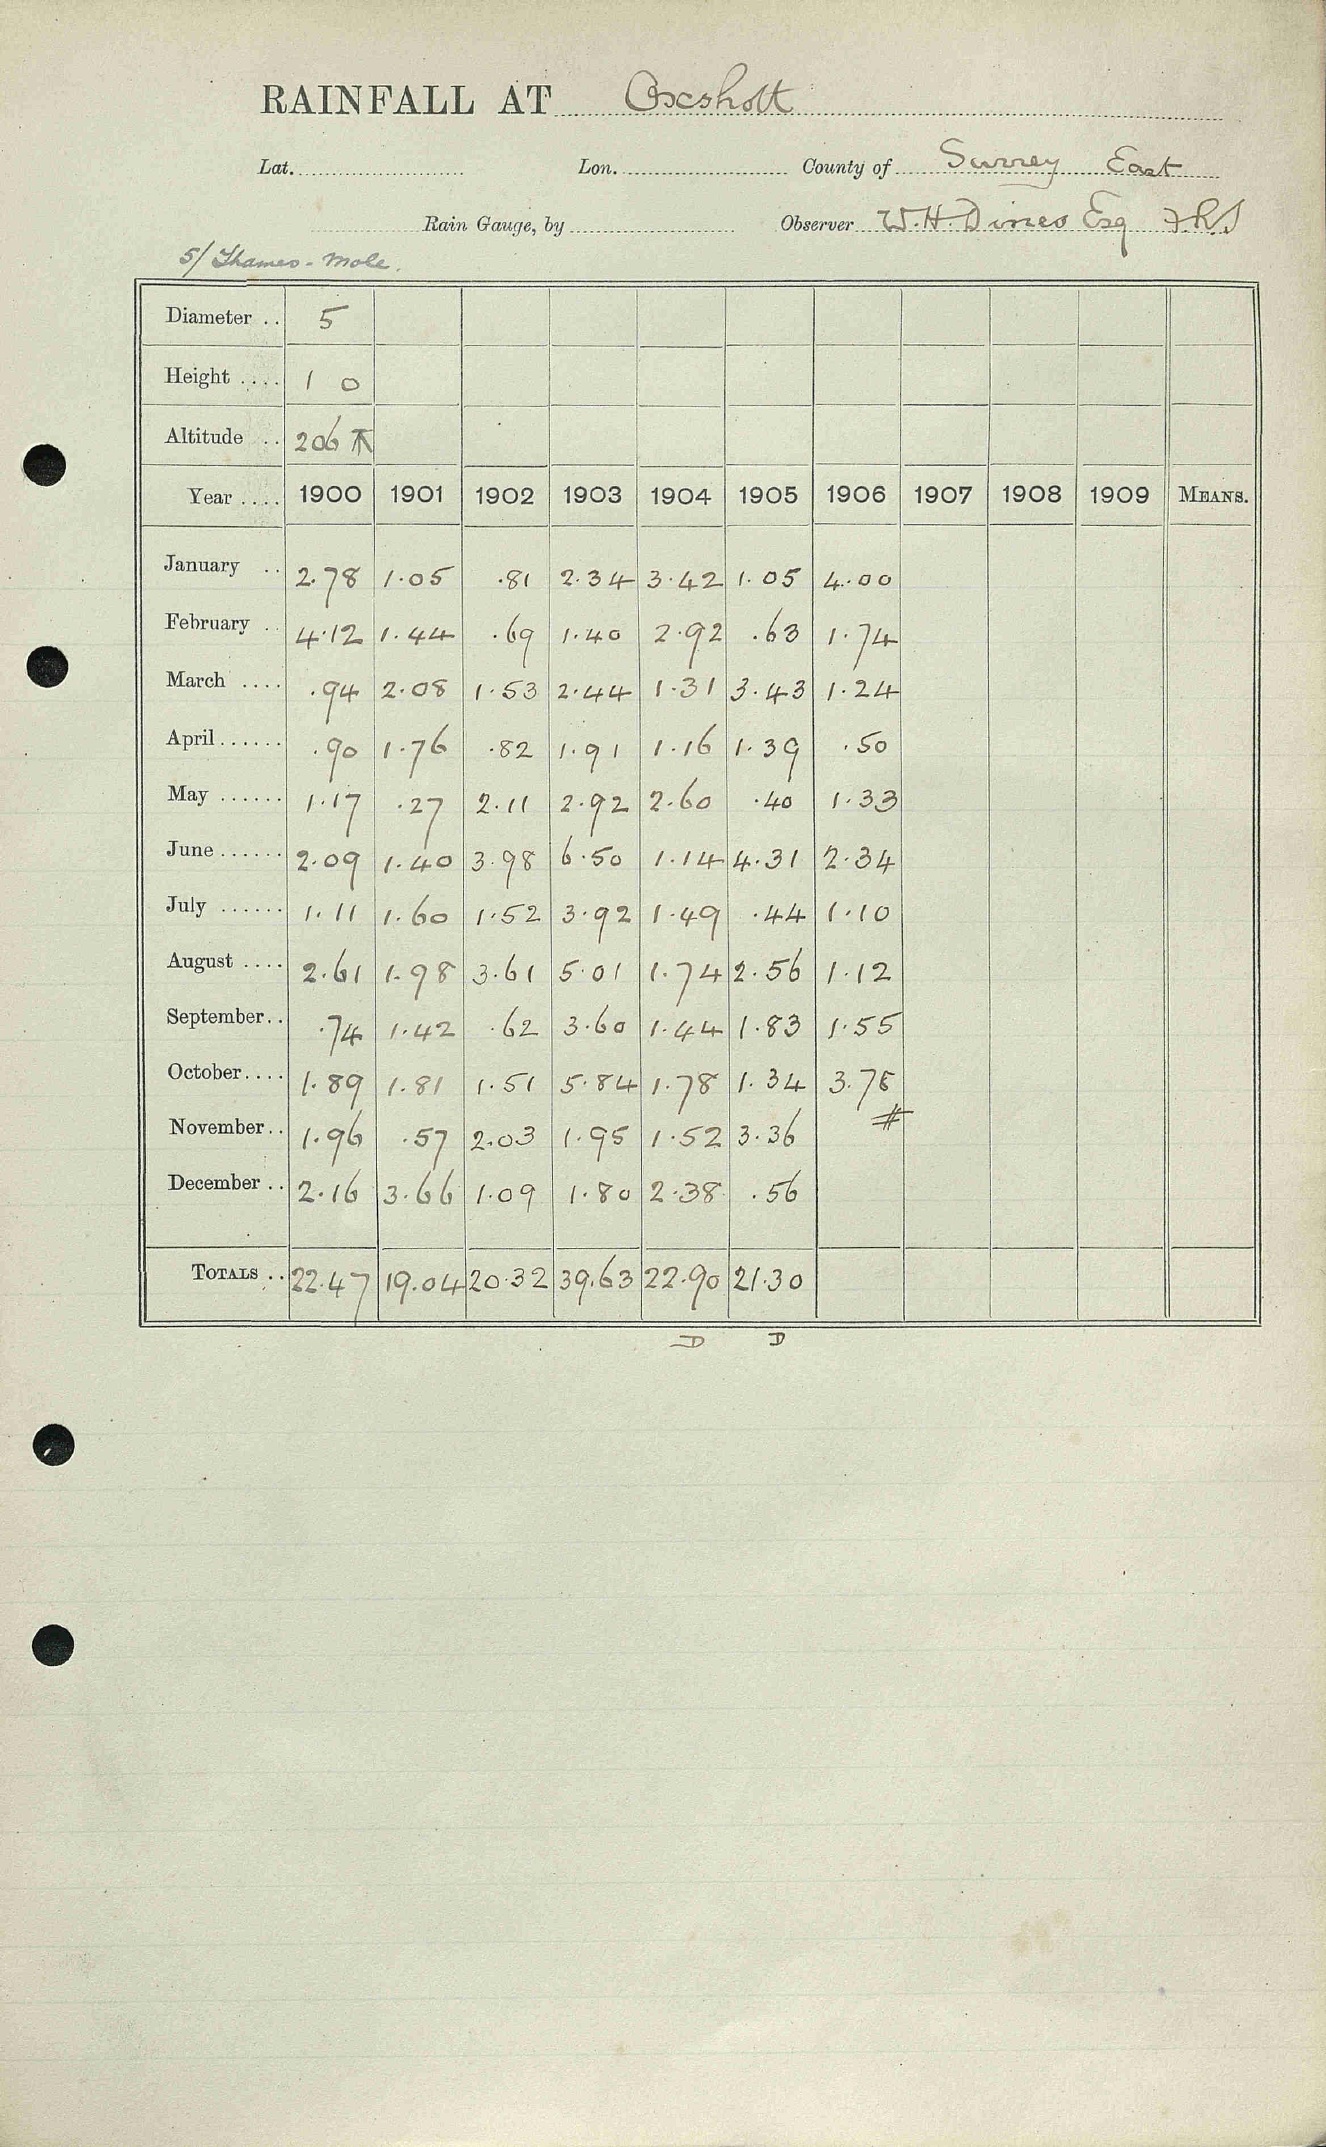 RAINFALL AT Oxshott
Lat. Lon. County of Surrey East
Rain Gauge, by Observer W.H. Dines Esq FRS
5/ Thames - Mole.
Diameter .. 5
Height .... 1 0
Altitude .. 206
Year .... 1900 1901 1902 1903 1904 1905 1906 1907 1908 1909 MEANS.
January .. 2.78 1.05 .81 2.34 3.42 1.05 4.00
February .. 4.12 1.44 .69 1.40 2.92 .63 1.74
March .... .94 2.08 1.53 2.44 1.31 3.43 1.24
April...... .90 1.76 .82 1.91 1.16 1.39 .50
May ...... 1.17 .27 2.11 2.92 2.60 .40 1.33
June...... 2.09 1.40 3.98 6.50 1.14 4.31 2.34
July ...... 1.11 1.60 1.52 3.92 1.49 .44 1.10
August .... 2.61 1.98 3.61 5.01 1.74 2.56 1.12
September.. .74 1.42 .62 3.60 1.44 1.83 1.55
October.... 1.89 1.81 1.51 5.84 1.78 1.34 3.78
#
November.. 1.96 .57 2.03 1.95 1.52 3.36
December .. 2.16 3.66 1.09 1.80 2.38 .56
TOTALS .. 22.47 19.04 20.32 39.63 22.90 21.30
D D